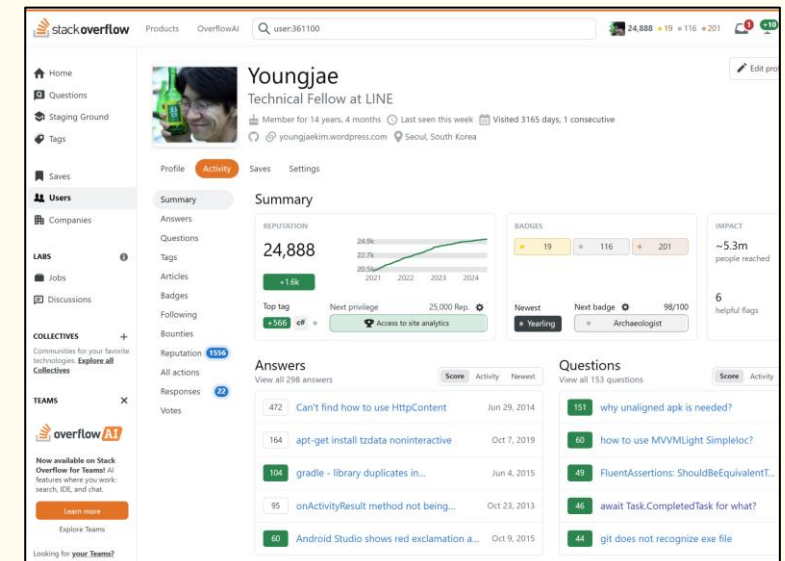 stackoverflow
Products
OverflowAI
user:361100
24,888 19 116 201
1
+10
Home
Questions
Staging Ground
Tags
Saves
Users
Companies
LABS
Jobs
Discussions
COLLECTIVES
Communities for your favorite
technologies. Explore all
Collectives
TEAMS
overflow AI
Now available on Stack
Overflow for Teams! AI
features where you work:
search, IDE, and chat.
Learn more
Explore Teams
Looking for your Teams?
Youngjae
Edit prof
Technical Fellow at LINE
Member for 14 years, 4 months Last seen this week Visited 3165 days, 1 consecutive
youngjaekim.wordpress.com Seoul, South Korea
Profile Activity Saves Settings
Summary
Answers
Questions
Tags
Articles
Badges
Following
Bounties
Reputation 1556
All actions
Responses 22
Votes
Summary
REPUTATION
24,888
+1.6k
24.9k
22.7k
20.5k
2021 2022 2023 2024
Top tag
+566 c#
Next privilege 25,000 Rep.
Access to site analytics
BADGES
19 116 201
Newest
Yearling
Next badge 98/100
Archaeologist
IMPACT
~5.3m
people reached
6
helpful flags
Answers
View all 298 answers
Score Activity Newest
472 Can't find how to use HttpContent Jun 29, 2014
164 apt-get install tzdata noninteractive Oct 7, 2019
104 gradle - library duplicates in... Jun 4, 2015
95 onActivityResult method not being... Oct 23, 2013
60 Android Studio shows red exclamation a... Oct 9, 2015
Questions
View all 153 questions
Score Activity
151 why unaligned apk is needed?
60 how to use MVVMLight SimpleIoc?
49 FluentAssertions: ShouldBeEquivalentT...
46 await Task.CompletedTask for what?
44 git does not recognize exe file